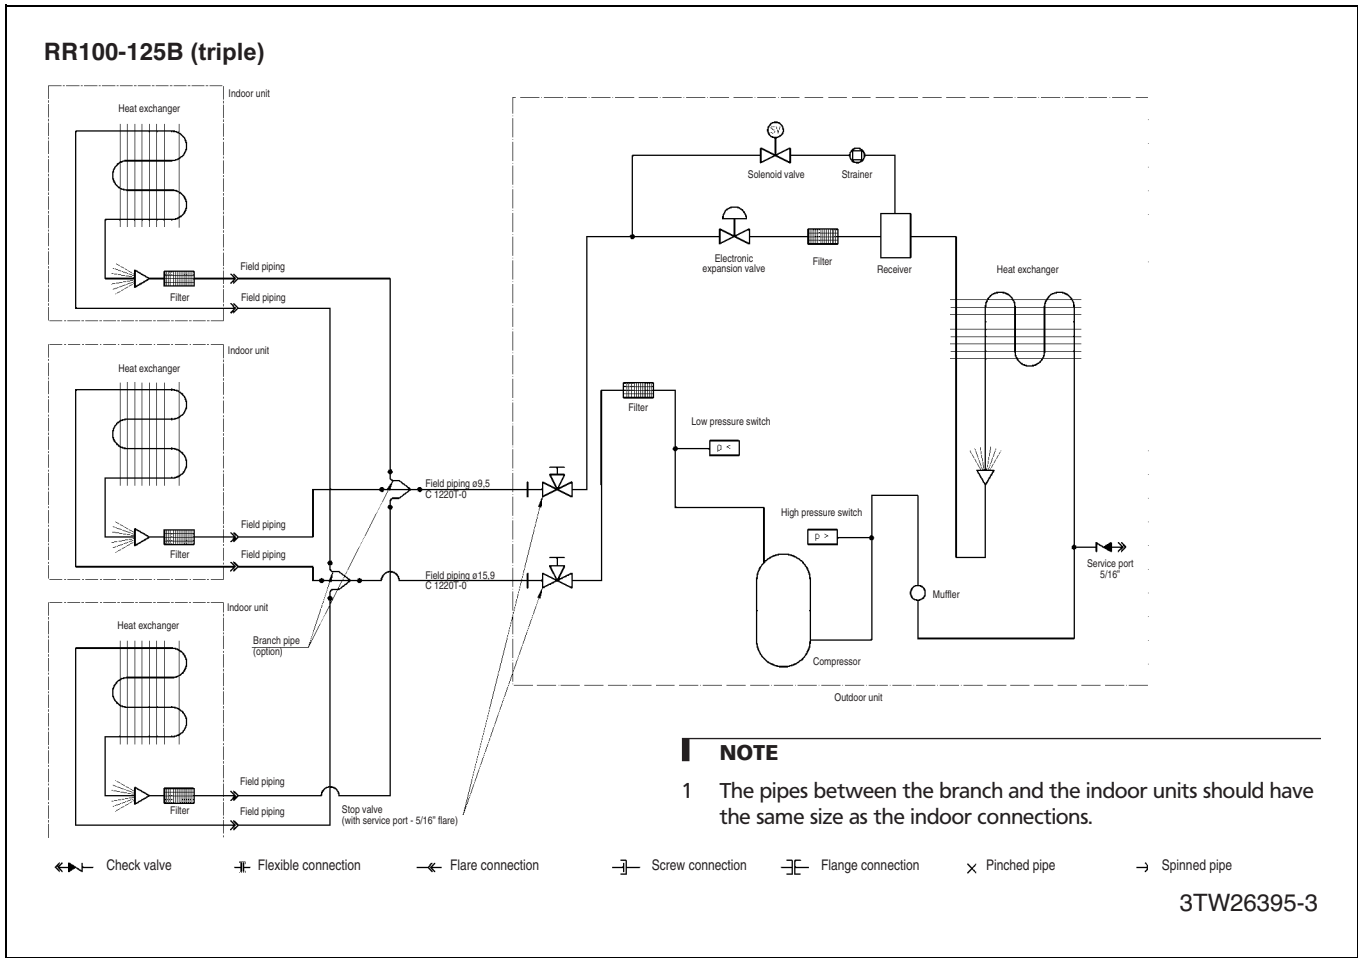 RR100-125B (triple)
Indoor unit
Heat exchanger
Filter
Field piping
Field piping
Indoor unit
Heat exchanger
Filter
Field piping
Field piping
Indoor unit
Heat exchanger
Filter
Field piping
Field piping
Branch pipe
(option)
Field piping ø9,5
C 1220T-0
Field piping ø15,9
C 1220T-0
Stop valve
(with service port - 5/16" flare)
SV
Solenoid valve
Strainer
Electronic
expansion valve
Filter
Receiver
Heat exchanger
Filter
Low pressure switch
p <
High pressure switch
p >
Service port
5/16"
Muffler
Compressor
Outdoor unit
NOTE
1 The pipes between the branch and the indoor units should have
the same size as the indoor connections.
Check valve
Flexible connection
Flare connection
Screw connection
Flange connection
Pinched pipe
Spinned pipe
3TW26395-3